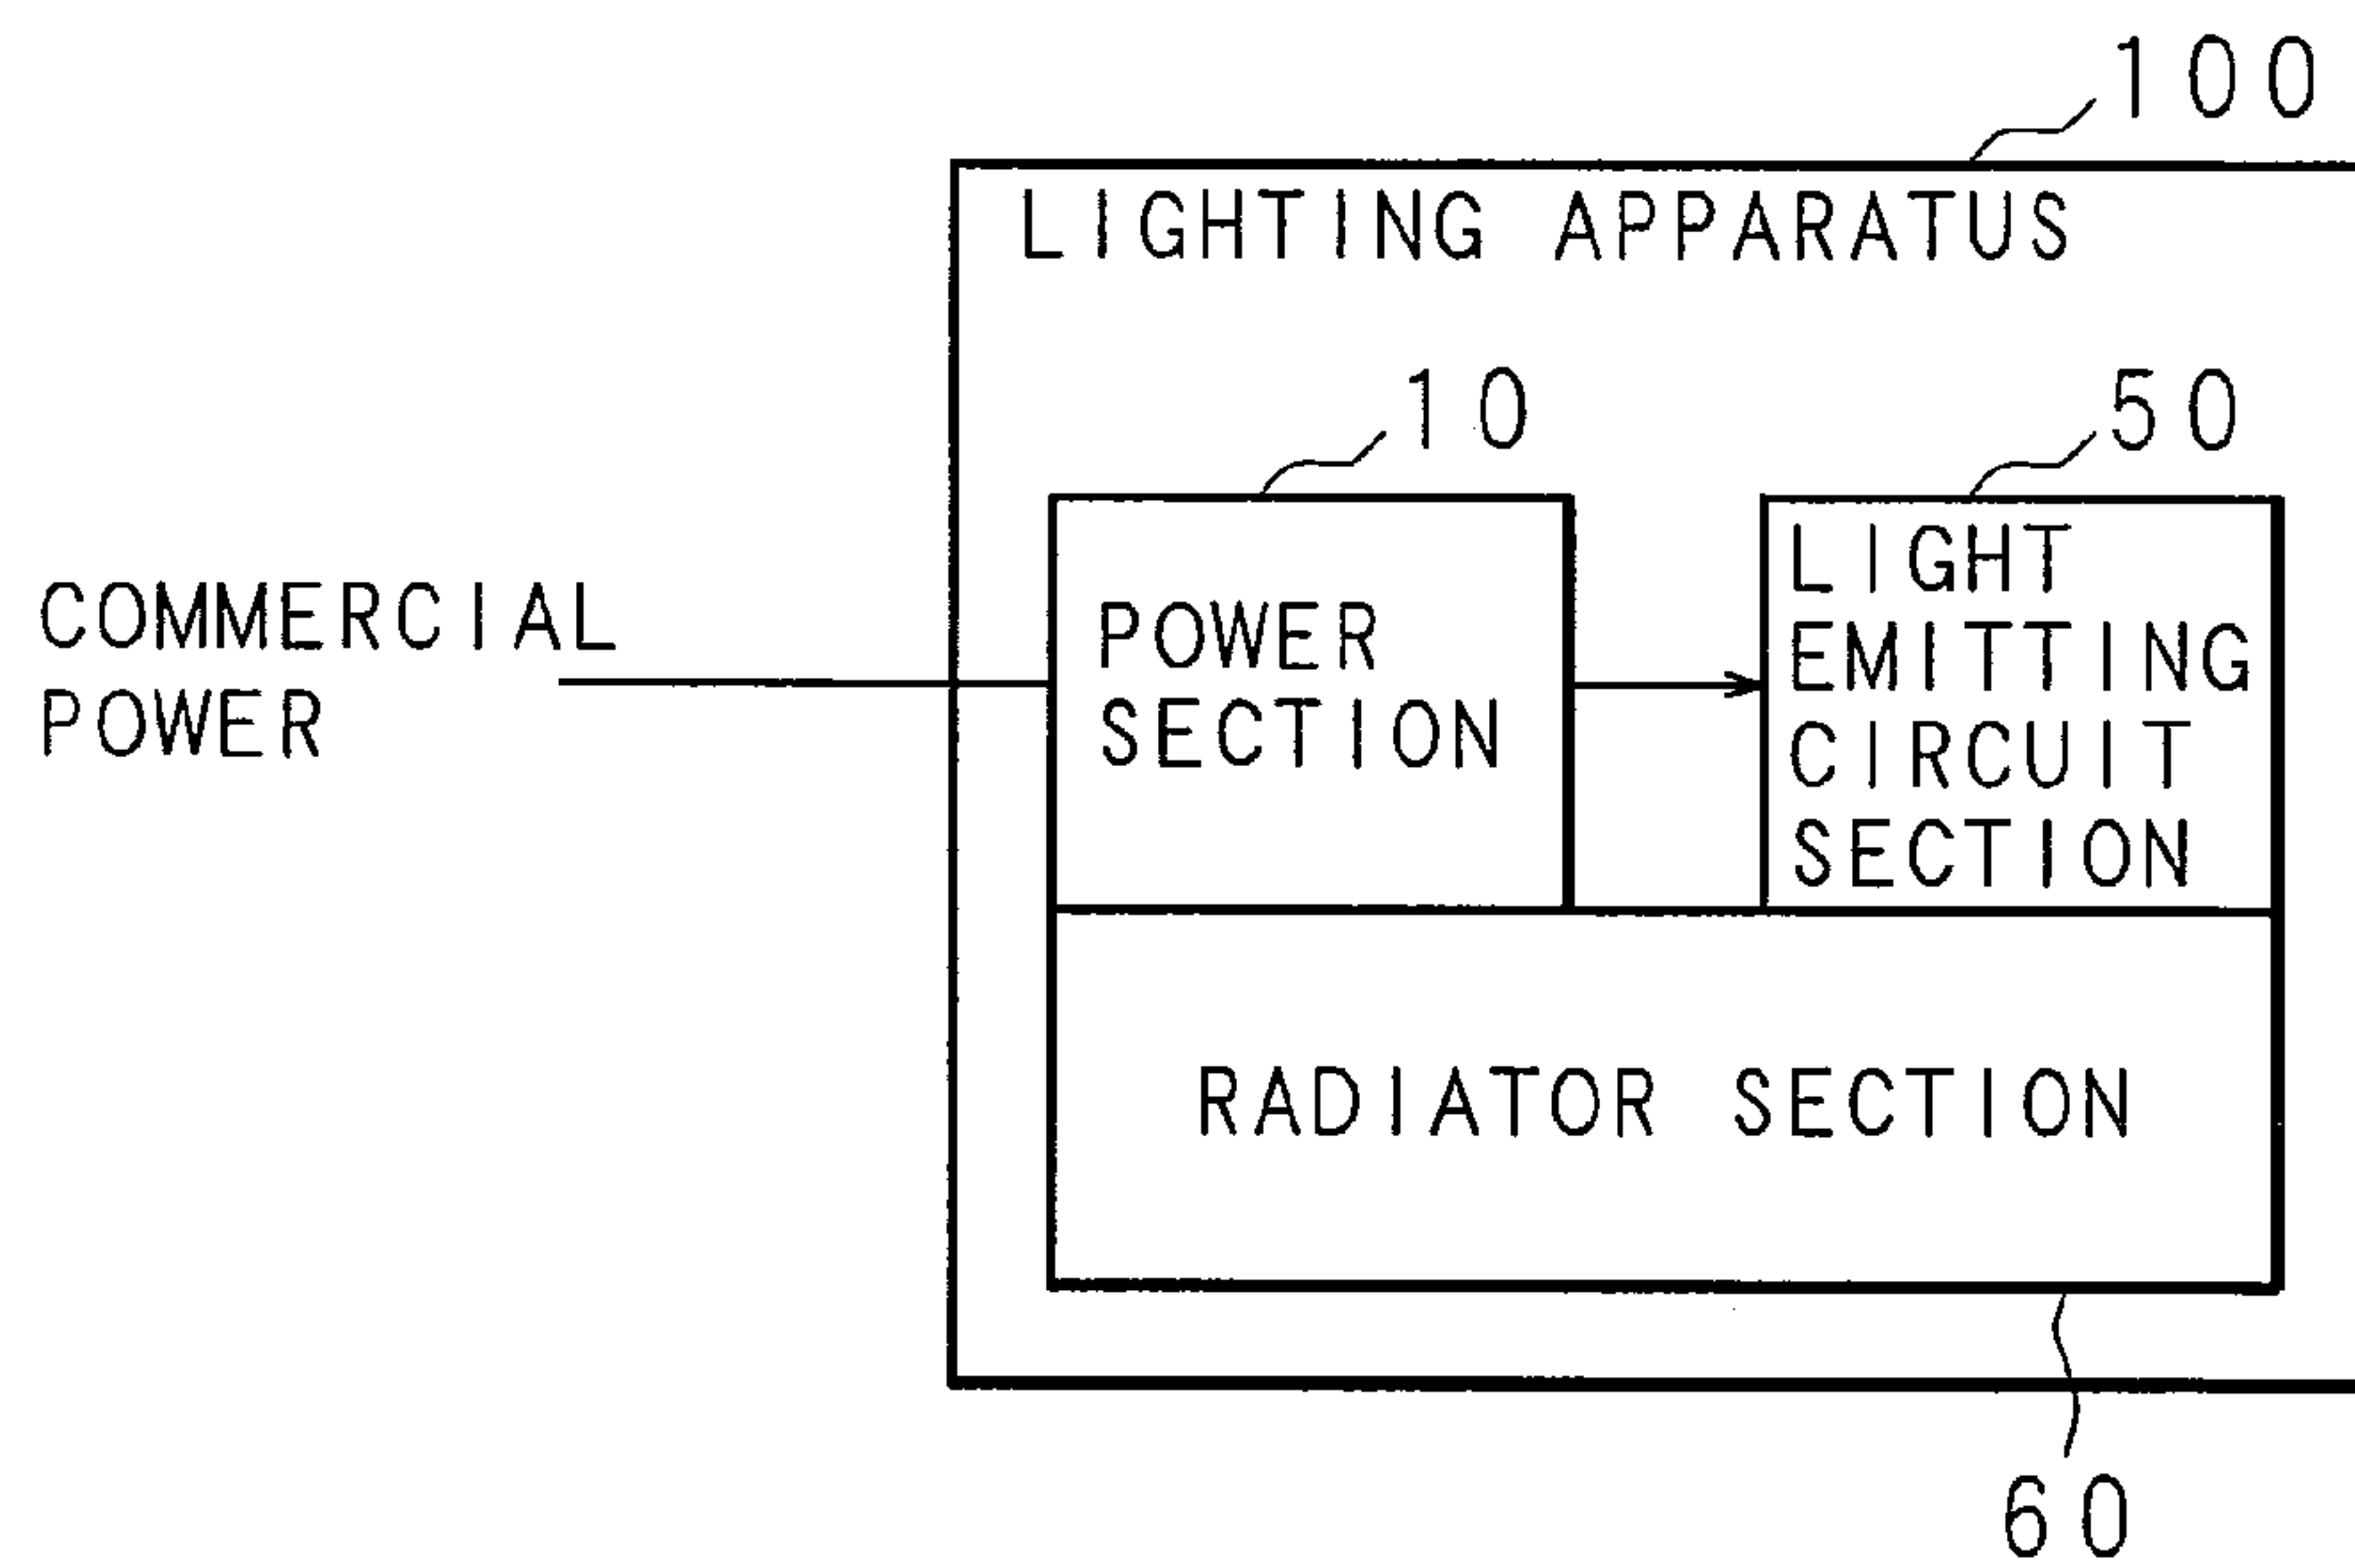 100
LIGHTING APPARATUS
10
50
COMMERCIAL
POWER
POWER
SECTION
LIGHT
EMITTING
CIRCUIT
SECTION
RADIATOR SECTION
60